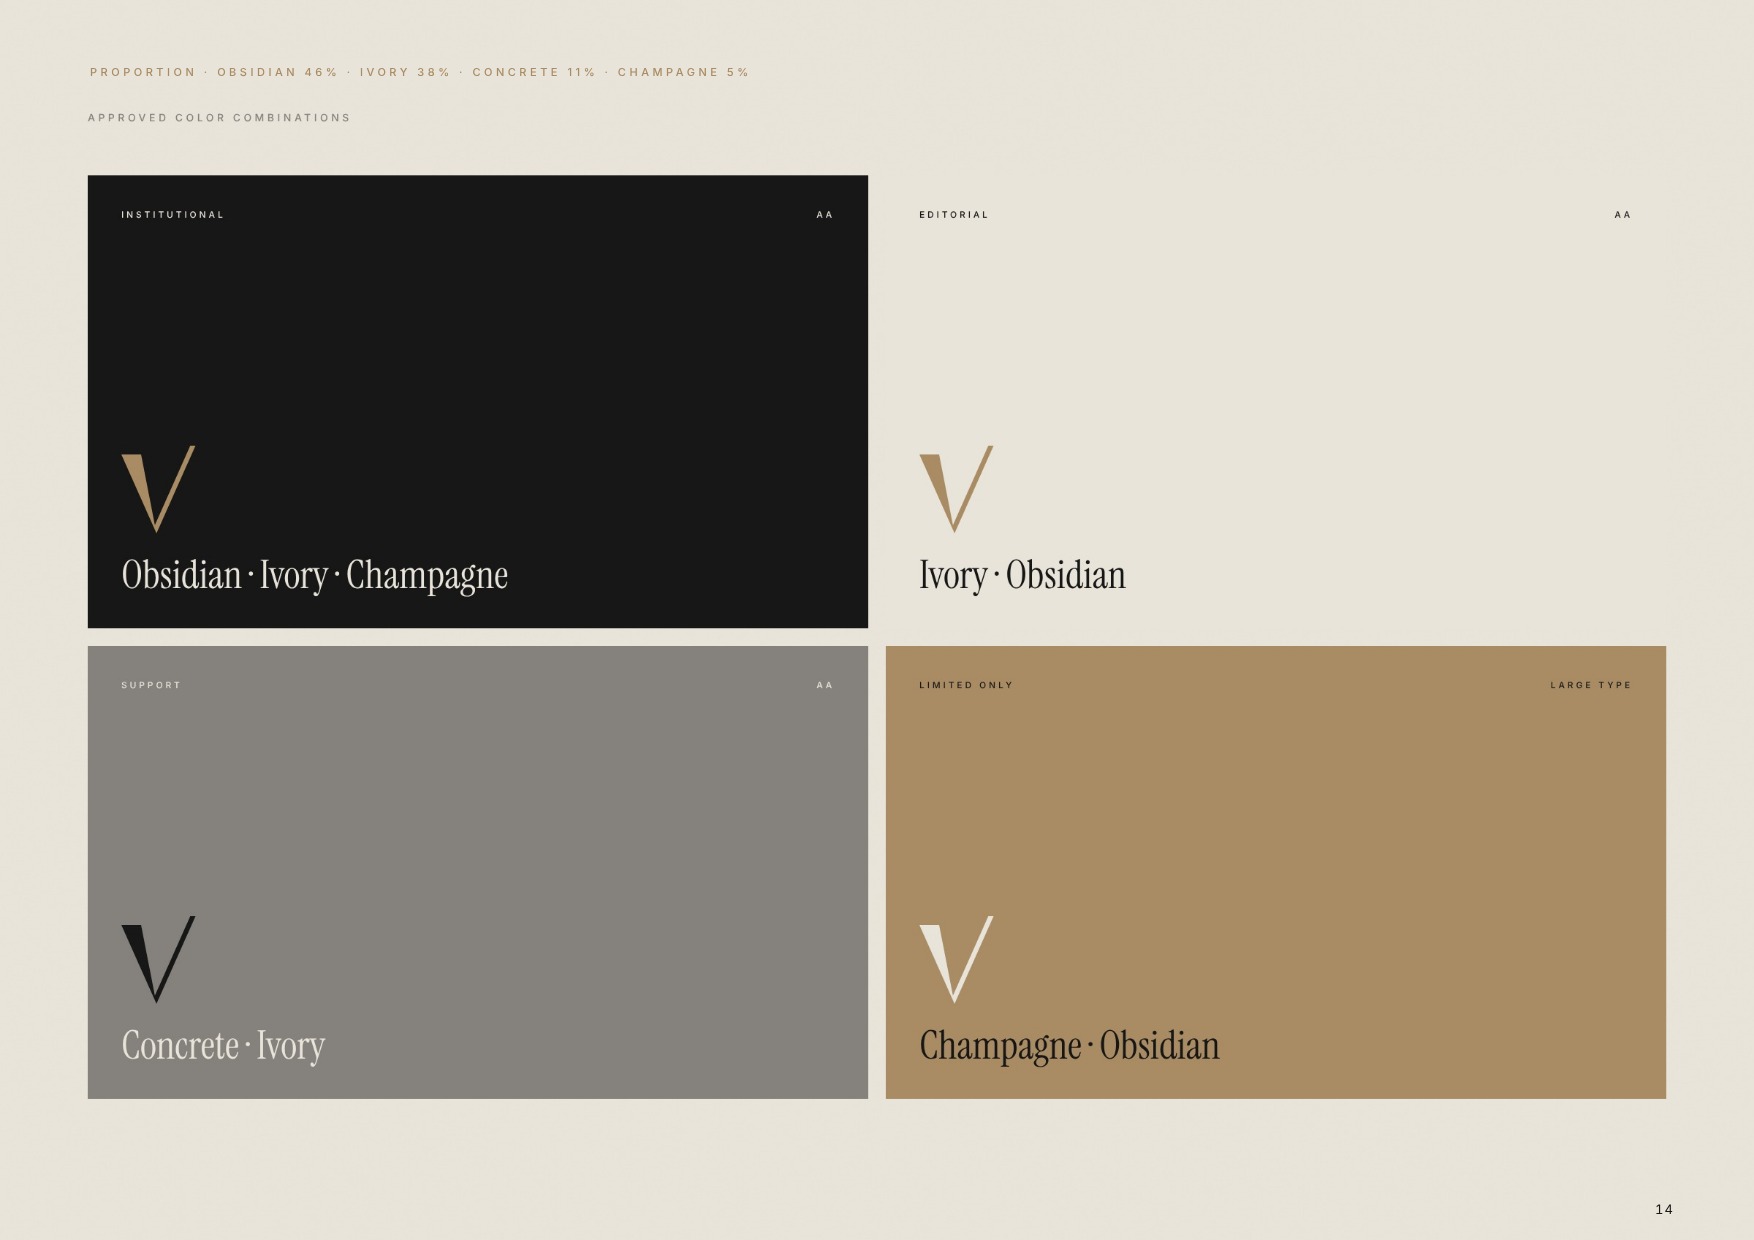 PROPORTION · OBSIDIAN 46% · IVORY 38% · CONCRETE 11% · CHAMPAGNE 5%
APPROVED COLOR COMBINATIONS
INSTITUTIONAL AA
V
Obsidian · Ivory · Champagne
EDITORIAL AA
V
Ivory · Obsidian
SUPPORT AA
V
Concrete · Ivory
LIMITED ONLY LARGE TYPE
V
Champagne · Obsidian
14